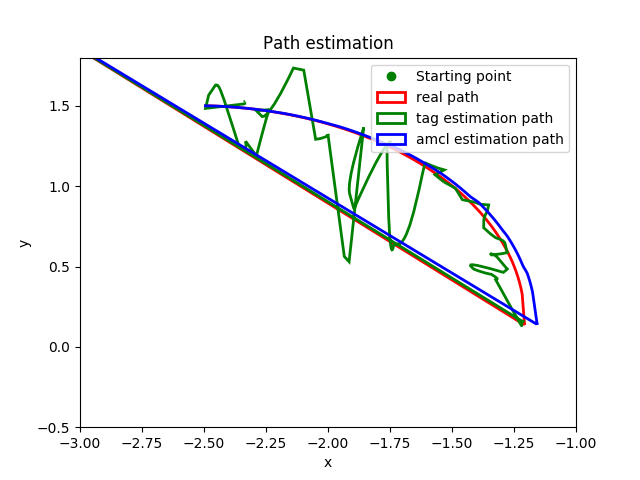 Path estimation
Starting point
real path
tag estimation path
amcl estimation path
y
1.5
1.0
0.5
0.0
−0.5
−3.00 −2.75 −2.50 −2.25 −2.00 −1.75 −1.50 −1.25 −1.00
x